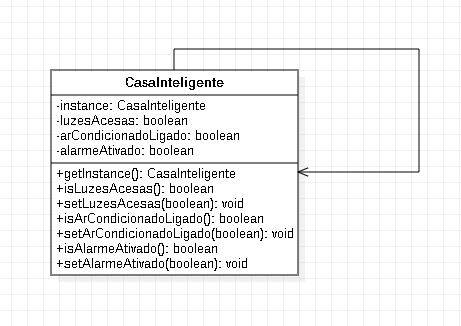 CasaInteligente
-instance: CasaInteligente
-luzesAcesas: boolean
-arCondicionadoLigado: boolean
-alarmeAtivado: boolean
+getInstance(): CasaInteligente
+isLuzesAcesas(): boolean
+setLuzesAcesas(boolean): void
+isArCondicionadoLigado(): boolean
+setArCondicionadoLigado(boolean): void
+isAlarmeAtivado(): boolean
+setAlarmeAtivado(boolean): void